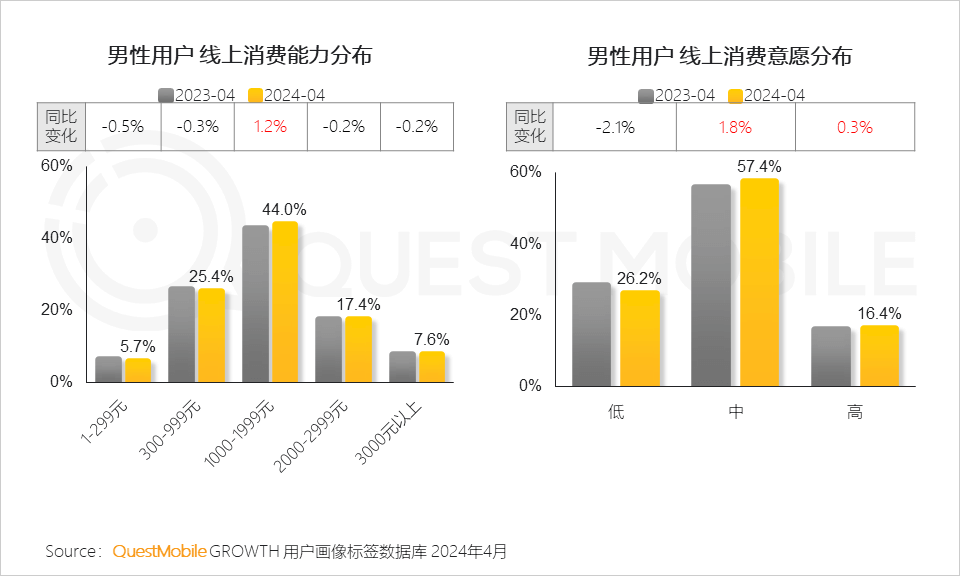 男性用户 线上消费能力分布
2023-04 2024-04
同比变化 -0.5% -0.3% 1.2% -0.2% -0.2%
60%
40%
20%
0%
5.7% 25.4% 44.0% 17.4% 7.6%
1-299元 300-999元 1000-1999元 2000-2999元 3000元以上
男性用户 线上消费意愿分布
2023-04 2024-04
同比变化 -2.1% 1.8% 0.3%
60%
40%
20%
0%
26.2% 57.4% 16.4%
低 中 高
QUEST MOBILE
Source：QuestMobile GROWTH 用户画像标签数据库 2024年4月